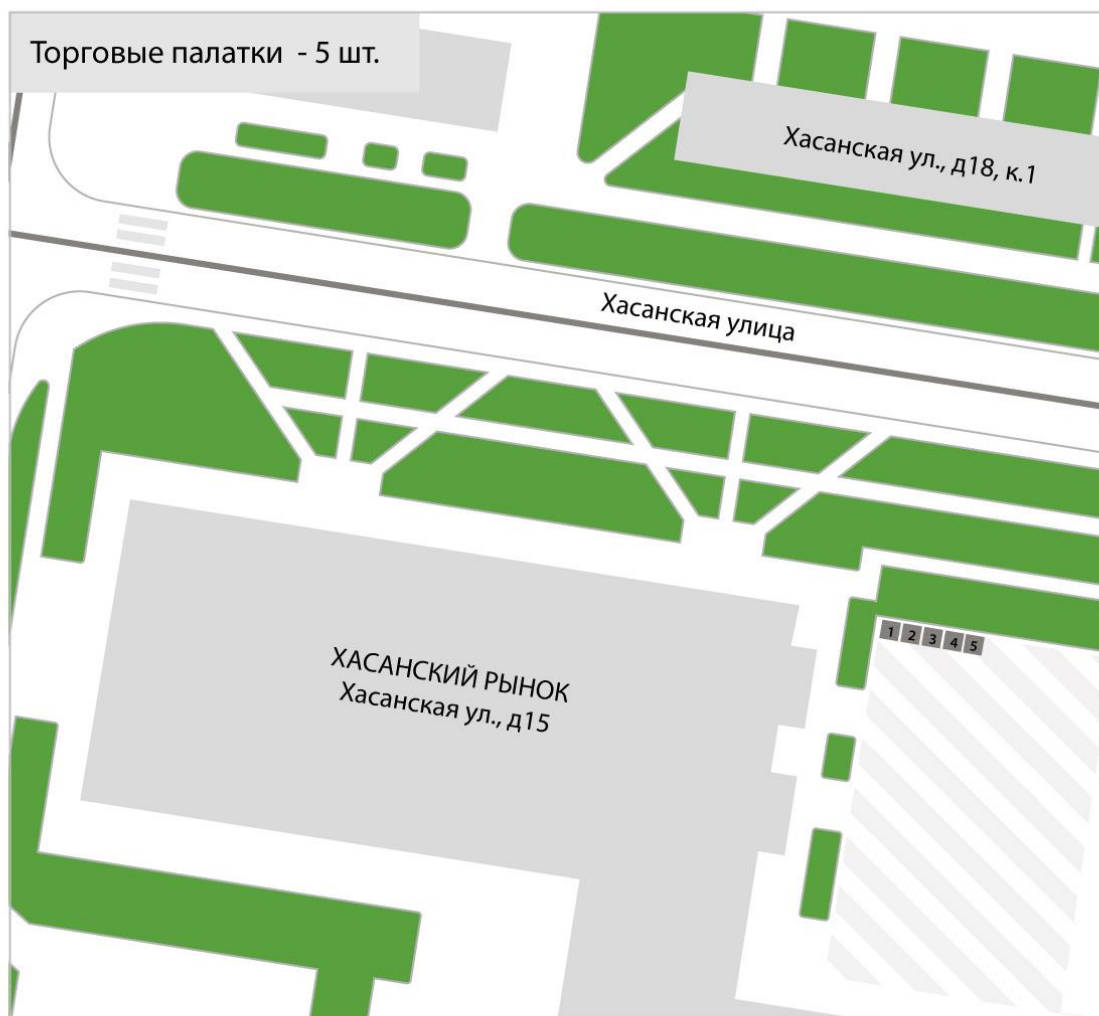 Торговые палатки - 5 шт.
Хасанская ул., д18, к.1
Хасанская улица
1 2 3 4 5
ХАСАНСКИЙ РЫНОК
Хасанская ул., д15